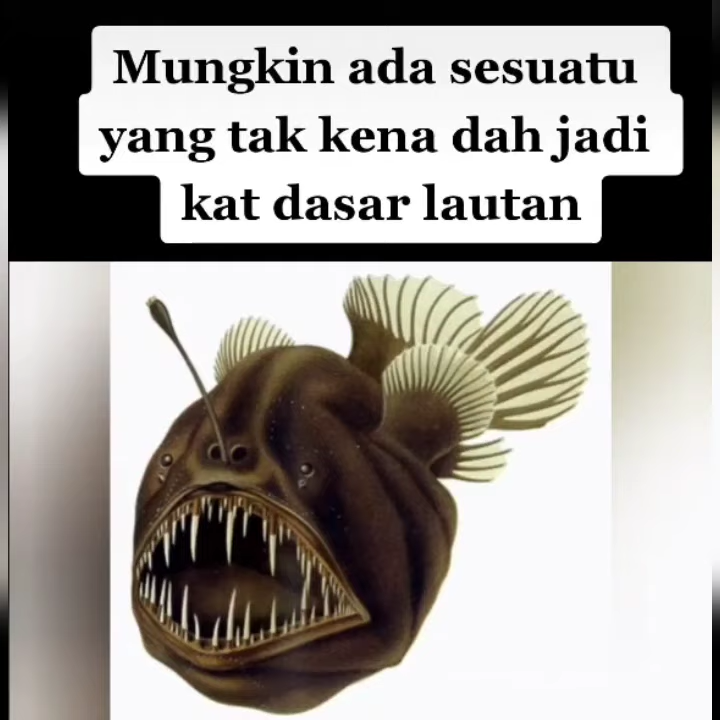 Mungkin ada sesuatu
yang tak kena dah jadi
kat dasar lautan